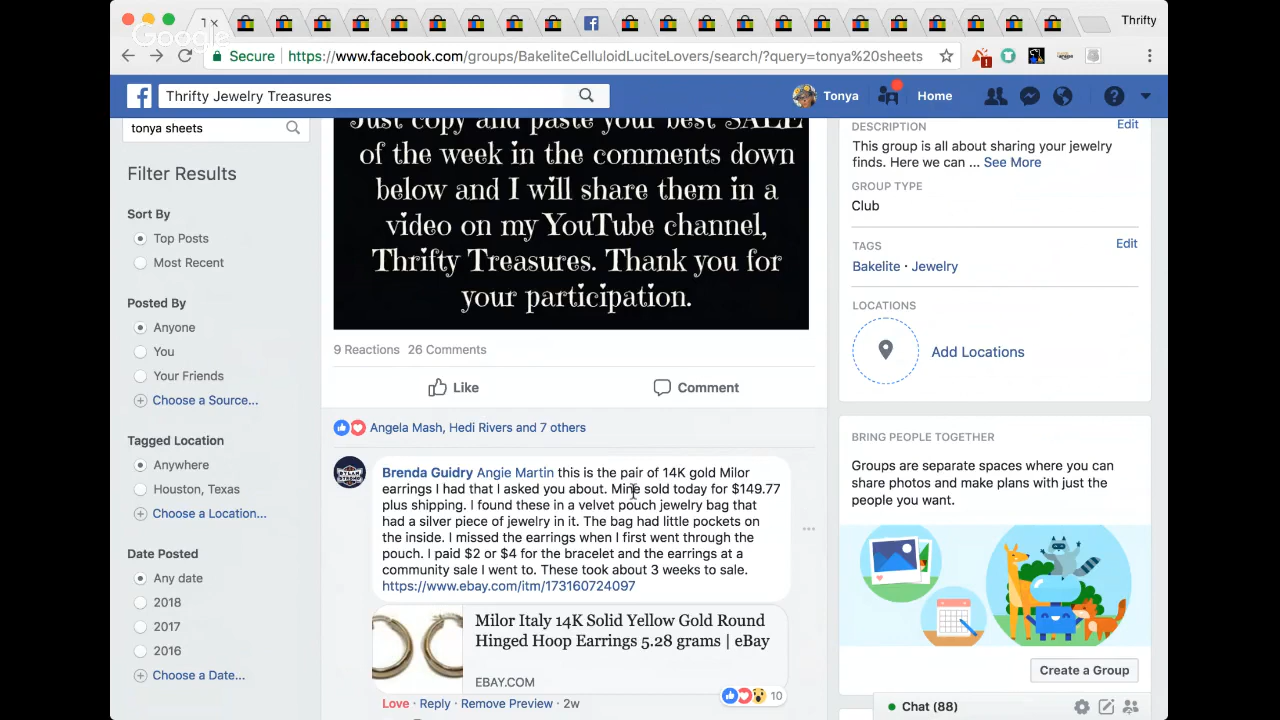 Thrifty
Google
Secure https://www.facebook.com/groups/BakeliteCelluloidLuciteLovers/search/?query=tonya%20sheets
1
Thrifty Jewelry Treasures
Tonya Home
tonya sheets
Filter Results
Sort By
Top Posts
Most Recent
Posted By
Anyone
You
Your Friends
Choose a Source...
Tagged Location
Anywhere
Houston, Texas
Choose a Location...
Date Posted
Any date
2018
2017
2016
Choose a Date...
Just copy and paste your best SALE
of the week in the comments down
below and I will share them in a
video on my YouTube channel,
Thrifty Treasures. Thank you for
your participation.
9 Reactions 26 Comments
Like Comment
Angela Mash, Hedi Rivers and 7 others
Brenda Guidry Angie Martin this is the pair of 14K gold Milor
earrings I had that I asked you about. Mine sold today for $149.77
plus shipping. I found these in a velvet pouch jewelry bag that
had a silver piece of jewelry in it. The bag had little pockets on
the inside. I missed the earrings when I first went through the
pouch. I paid $2 or $4 for the bracelet and the earrings at a
community sale I went to. These took about 3 weeks to sale.
https://www.ebay.com/itm/173160724097
Milor Italy 14K Solid Yellow Gold Round
Hinged Hoop Earrings 5.28 grams | eBay
EBAY.COM
10
Love · Reply · Remove Preview · 2w
DESCRIPTION Edit
This group is all about sharing your jewelry
finds. Here we can ... See More
GROUP TYPE
Club
TAGS Edit
Bakelite · Jewelry
LOCATIONS
Add Locations
BRING PEOPLE TOGETHER
Groups are separate spaces where you can
share photos and make plans with just the
people you want.
Create a Group
Chat (88)